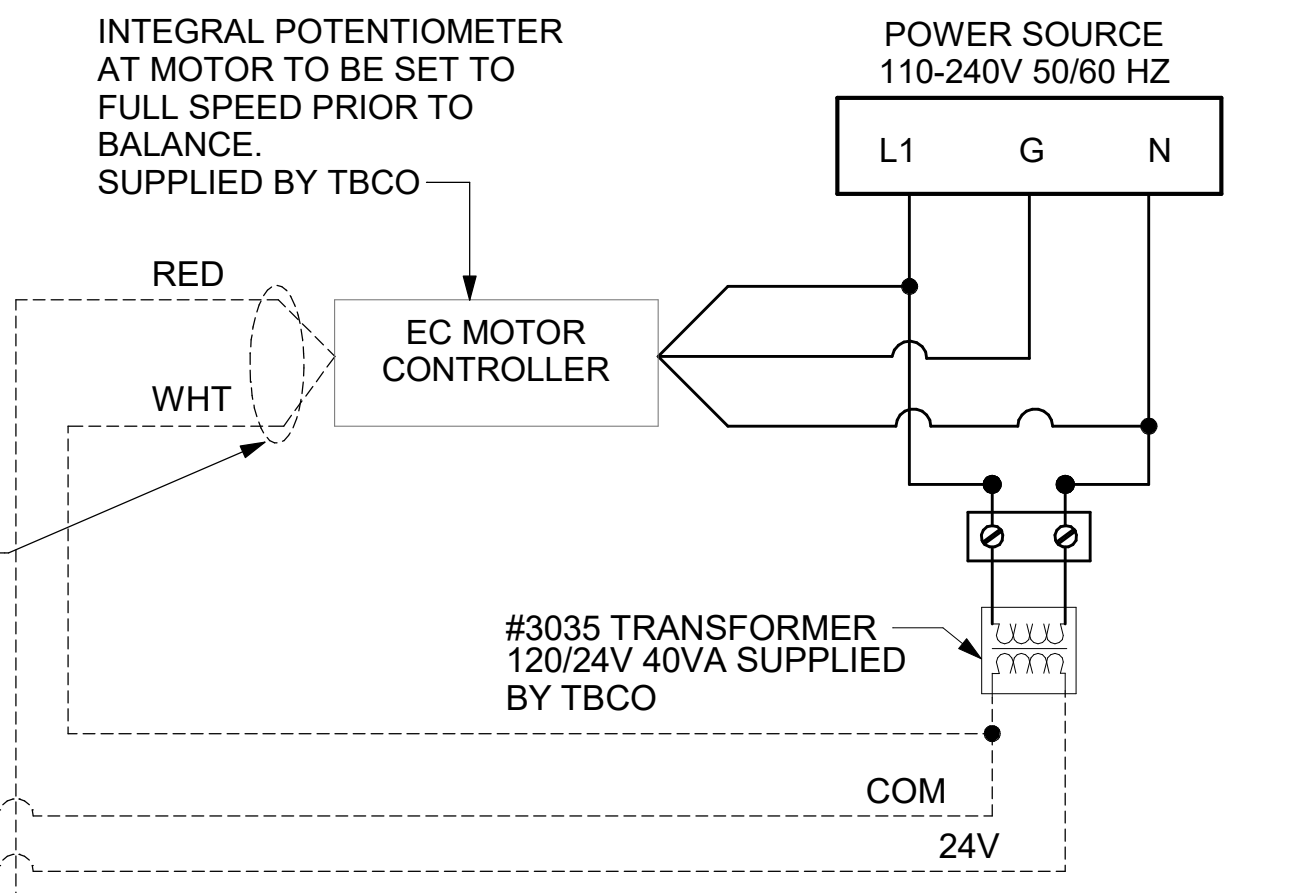 INTEGRAL POTENTIOMETER
AT MOTOR TO BE SET TO
FULL SPEED PRIOR TO
BALANCE.
SUPPLIED BY TBCO
POWER SOURCE
110-240V 50/60 HZ
L1 G N
RED
EC MOTOR
CONTROLLER
WHT
#3035 TRANSFORMER
120/24V 40VA SUPPLIED
BY TBCO
COM
24V